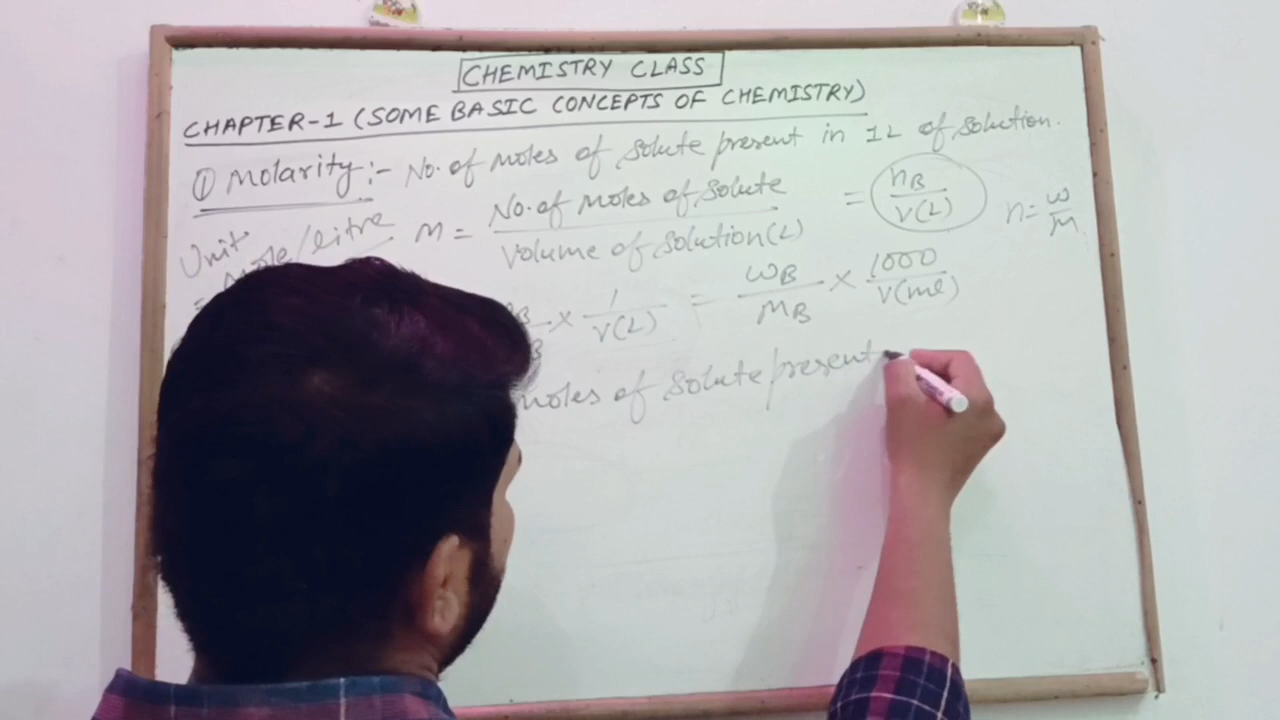 CHEMISTRY CLASS
CHAPTER-1 (SOME BASIC CONCEPTS OF CHEMISTRY)
① Molarity :- No. of moles of solute present in 1L of solution.
Unit = mole/litre
M = No. of moles of solute / Volume of solution(L) = nB / V(L)
n = w/M
× 1/V(L) = wB/MB × 1000/V(ml)
moles of solute present